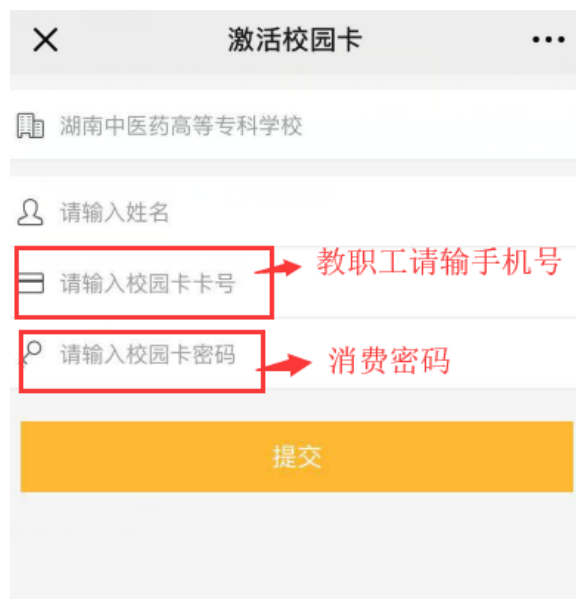 激活校园卡
湖南中医药高等专科学校
请输入姓名
请输入校园卡卡号
教职工请输手机号
请输入校园卡密码
消费密码
提交